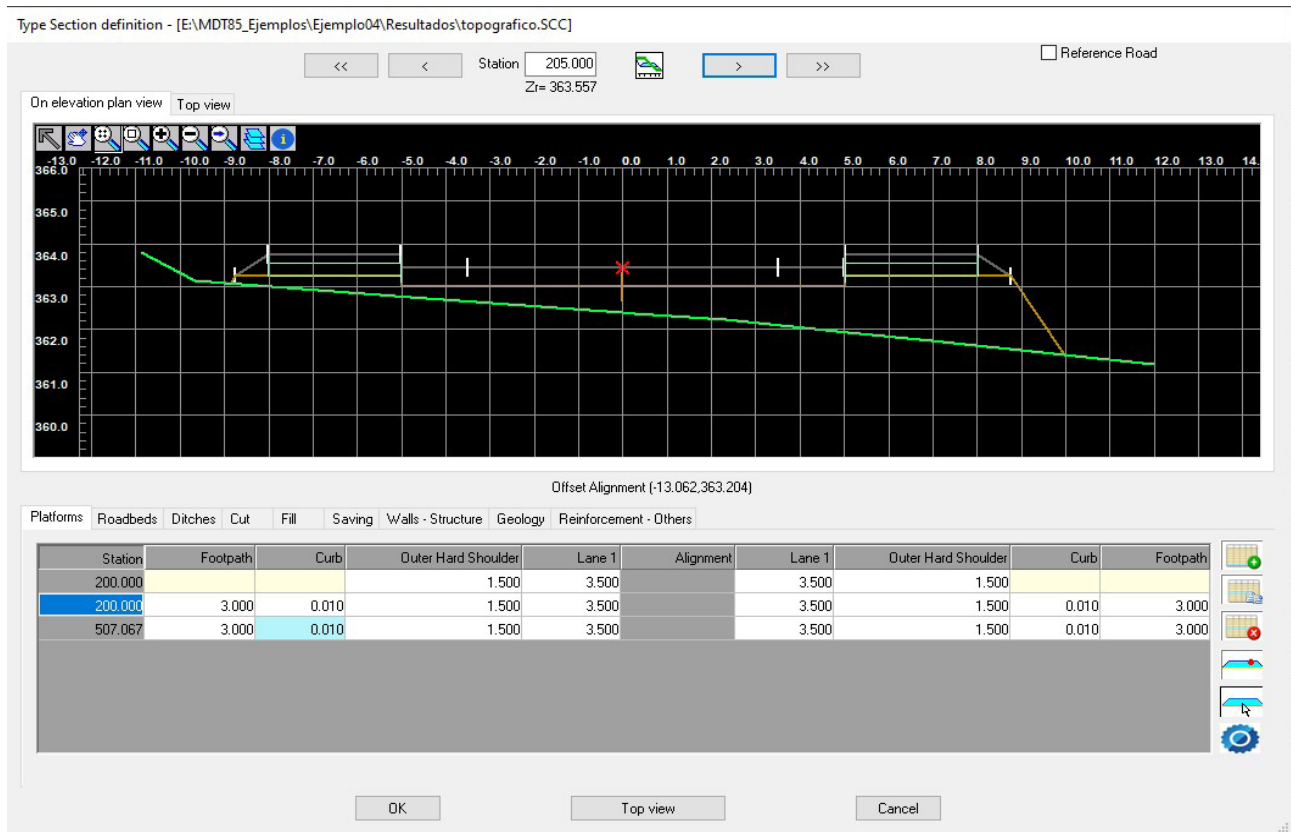 Type Section definition - [E:\MDT85_Ejemplos\Ejemplo04\Resultados\topografico.SCC]
<< < Station 205.000 > >> Reference Road
Zr= 363.557
On elevation plan view Top view
-13.0 -12.0 -11.0 -10.0 -9.0 -8.0 -7.0 -6.0 -5.0 -4.0 -3.0 -2.0 -1.0 0.0 1.0 2.0 3.0 4.0 5.0 6.0 7.0 8.0 9.0 10.0 11.0 12.0 13.0 14.
366.0
365.0
364.0
363.0
362.0
361.0
360.0
Offset Alignment (-13.062,363.204)
Platforms Roadbeds Ditches Cut Fill Saving Walls - Structure Geology Reinforcement - Others
Station Footpath Curb Outer Hard Shoulder Lane 1 Alignment Lane 1 Outer Hard Shoulder Curb Footpath
200.000 1.500 3.500 3.500 1.500
200.000 3.000 0.010 1.500 3.500 3.500 1.500 0.010 3.000
507.067 3.000 0.010 1.500 3.500 3.500 1.500 0.010 3.000
OK Top view Cancel